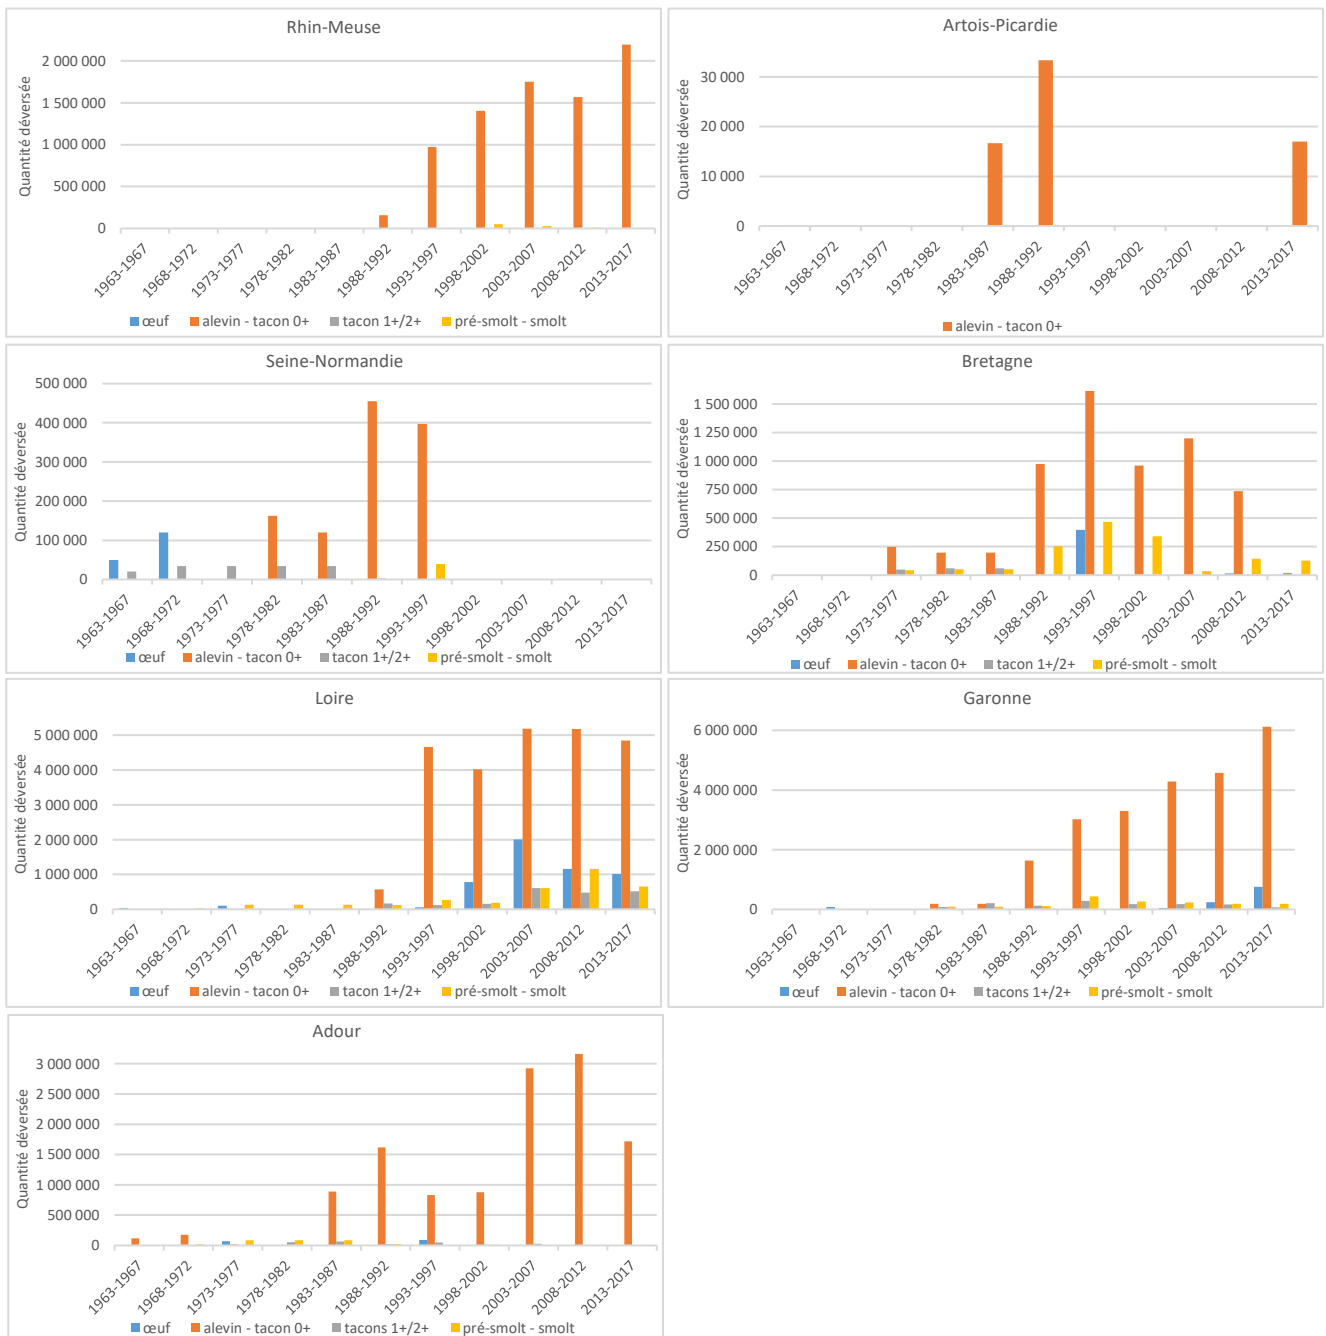 Rhin-Meuse
Quantité déversée
2 000 000
1 500 000
1 000 000
500 000
0
1963-1967
1968-1972
1973-1977
1978-1982
1983-1987
1988-1992
1993-1997
1998-2002
2003-2007
2008-2012
2013-2017
œuf alevin - tacon 0+ tacon 1+/2+ pré-smolt - smolt
Artois-Picardie
Quantité déversée
30 000
20 000
10 000
0
1963-1967
1968-1972
1973-1977
1978-1982
1983-1987
1988-1992
1993-1997
1998-2002
2003-2007
2008-2012
2013-2017
alevin - tacon 0+
Seine-Normandie
Quantité déversée
500 000
400 000
300 000
200 000
100 000
0
1963-1967
1968-1972
1973-1977
1978-1982
1983-1987
1988-1992
1993-1997
1998-2002
2003-2007
2008-2012
2013-2017
œuf alevin - tacon 0+ tacon 1+/2+ pré-smolt - smolt
Bretagne
Quantité déversée
1 500 000
1 250 000
1 000 000
750 000
500 000
250 000
0
1963-1967
1968-1972
1973-1977
1978-1982
1983-1987
1988-1992
1993-1997
1998-2002
2003-2007
2008-2012
2013-2017
œuf alevin - tacon 0+ tacon 1+/2+ pré-smolt - smolt
Loire
Quantité déversée
5 000 000
4 000 000
3 000 000
2 000 000
1 000 000
0
1963-1967
1968-1972
1973-1977
1978-1982
1983-1987
1988-1992
1993-1997
1998-2002
2003-2007
2008-2012
2013-2017
œuf alevin - tacon 0+ tacon 1+/2+ pré-smolt - smolt
Garonne
Quantité déversée
6 000 000
4 000 000
2 000 000
0
1963-1967
1968-1972
1973-1977
1978-1982
1983-1987
1988-1992
1993-1997
1998-2002
2003-2007
2008-2012
2013-2017
œuf alevin - tacon 0+ tacons 1+/2+ pré-smolt - smolt
Adour
Quantité déversée
3 000 000
2 500 000
2 000 000
1 500 000
1 000 000
500 000
0
1963-1967
1968-1972
1973-1977
1978-1982
1983-1987
1988-1992
1993-1997
1998-2002
2003-2007
2008-2012
2013-2017
œuf alevin - tacon 0+ tacons 1+/2+ pré-smolt - smolt